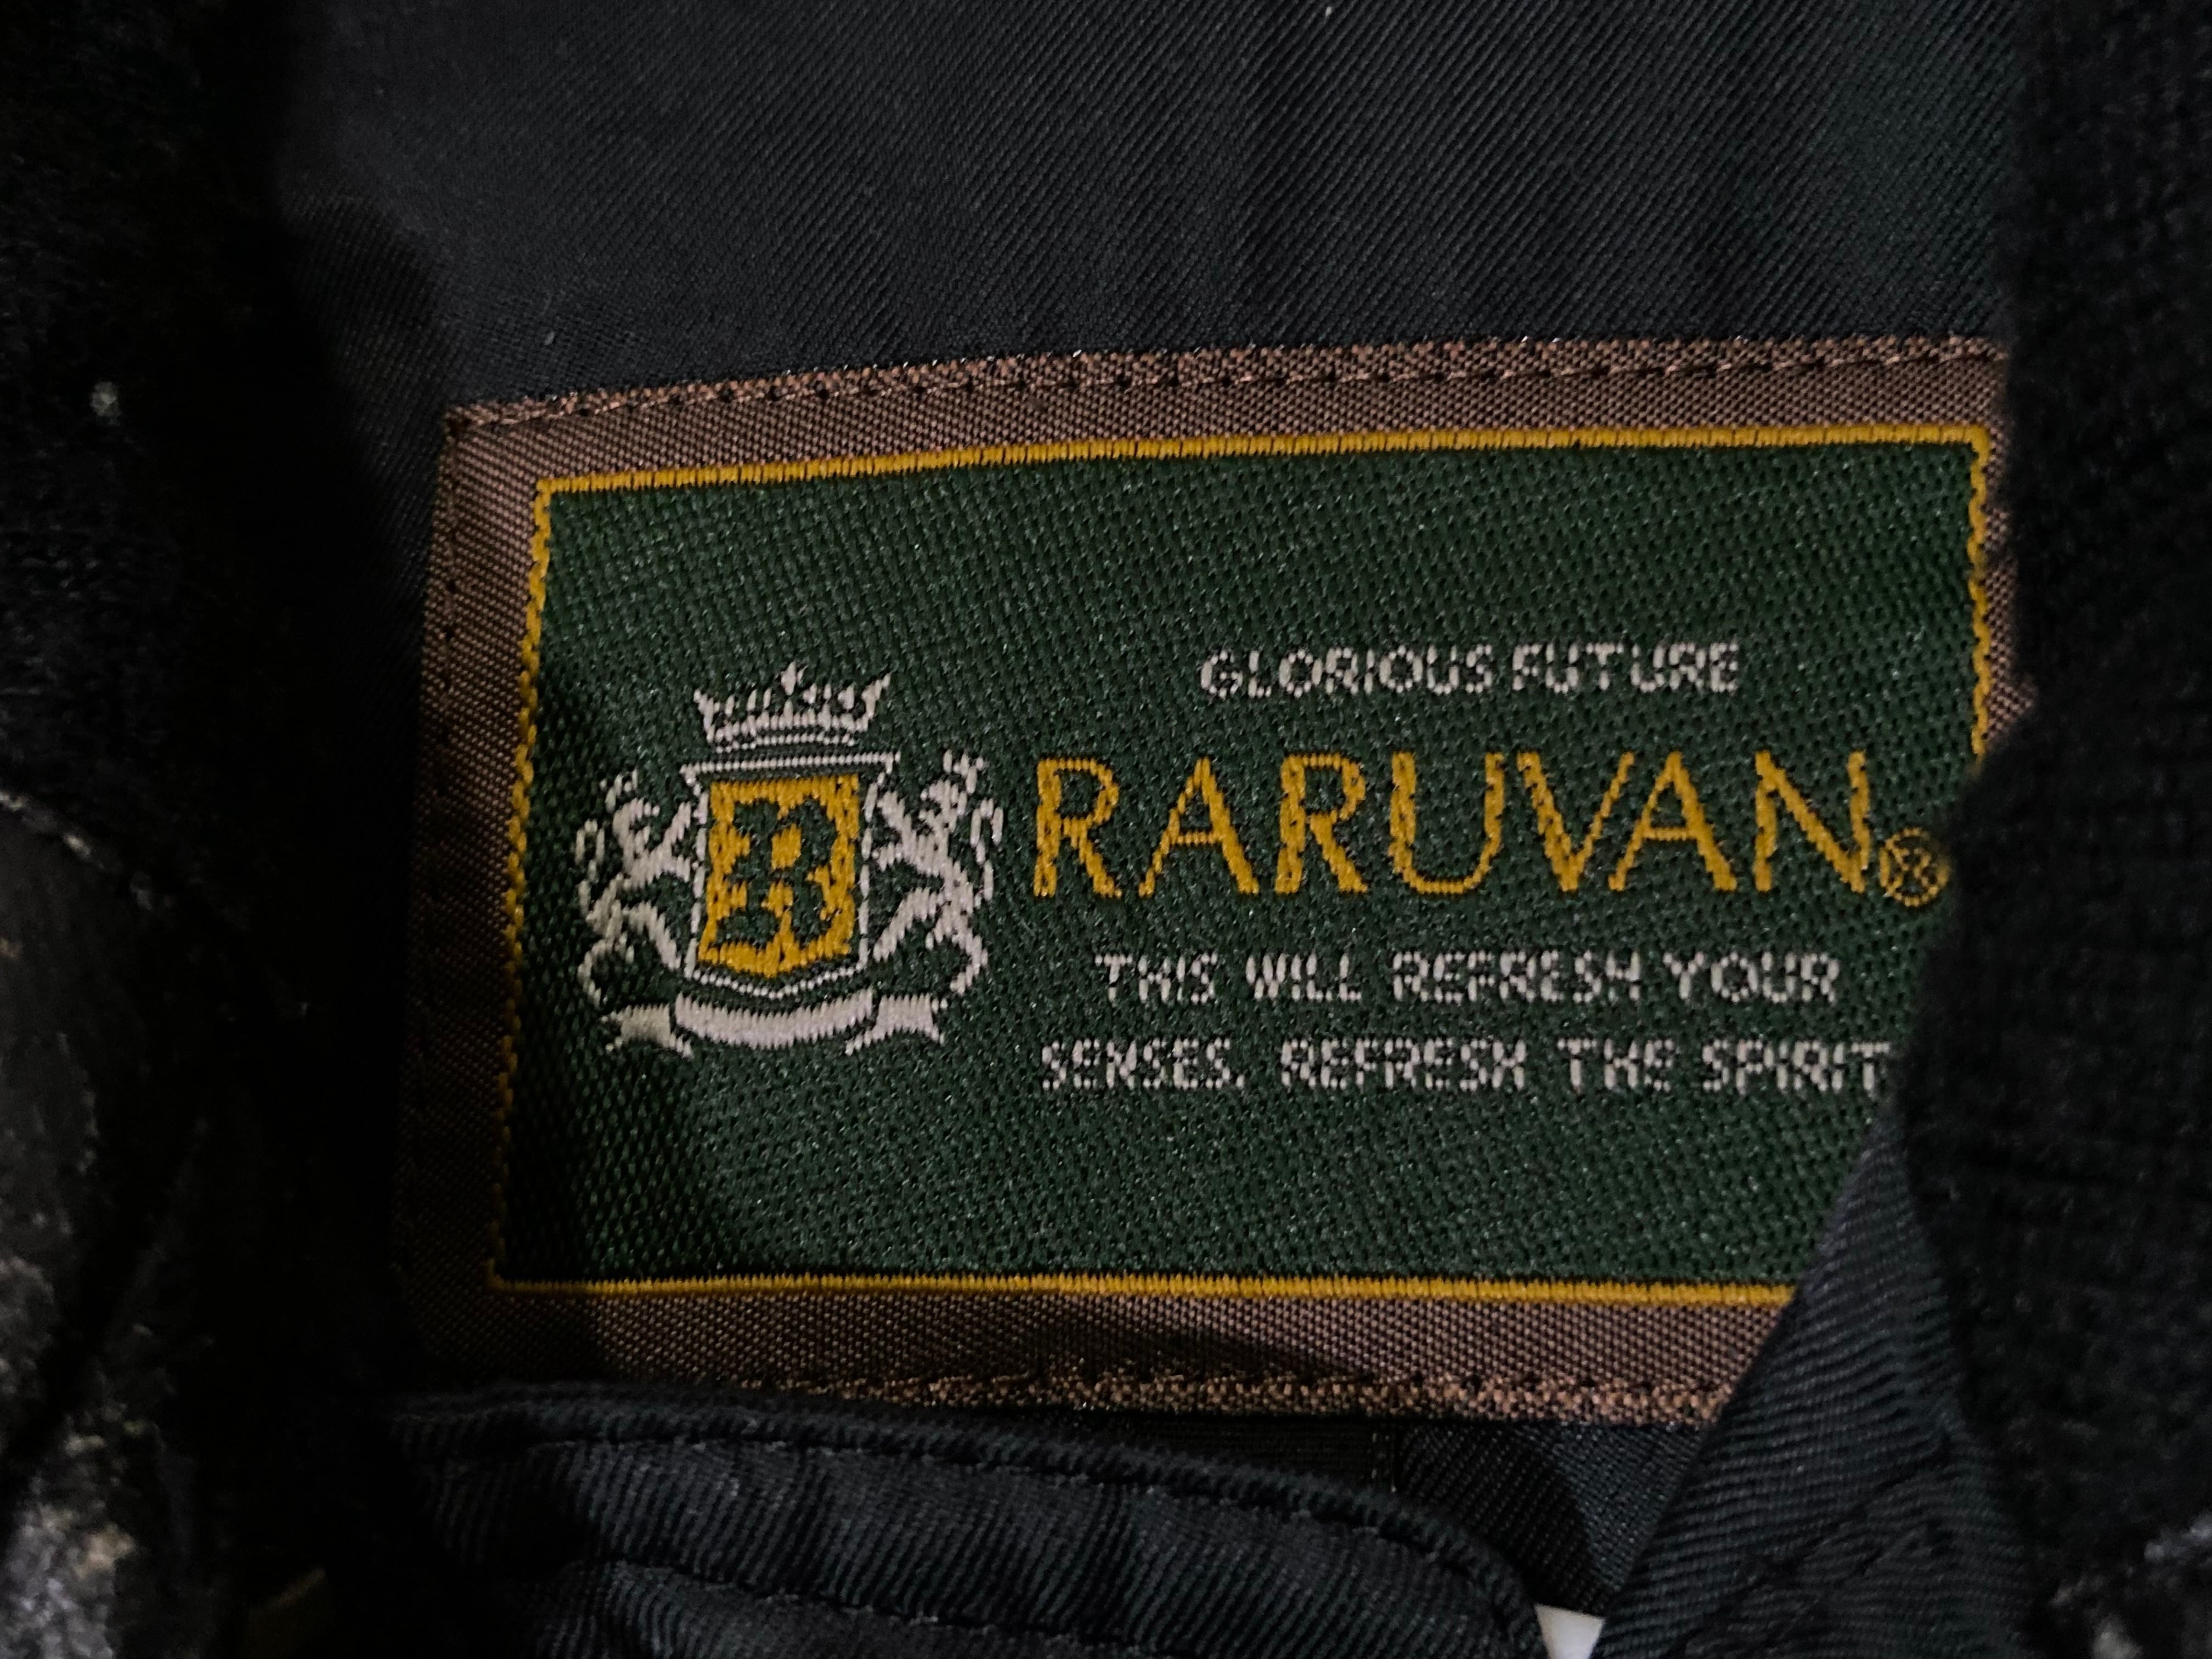 GLORIOUS FUTURE
R
RARUVAN®
THIS WILL REFRESH YOUR
SENSES. REFRESH THE SPIRIT